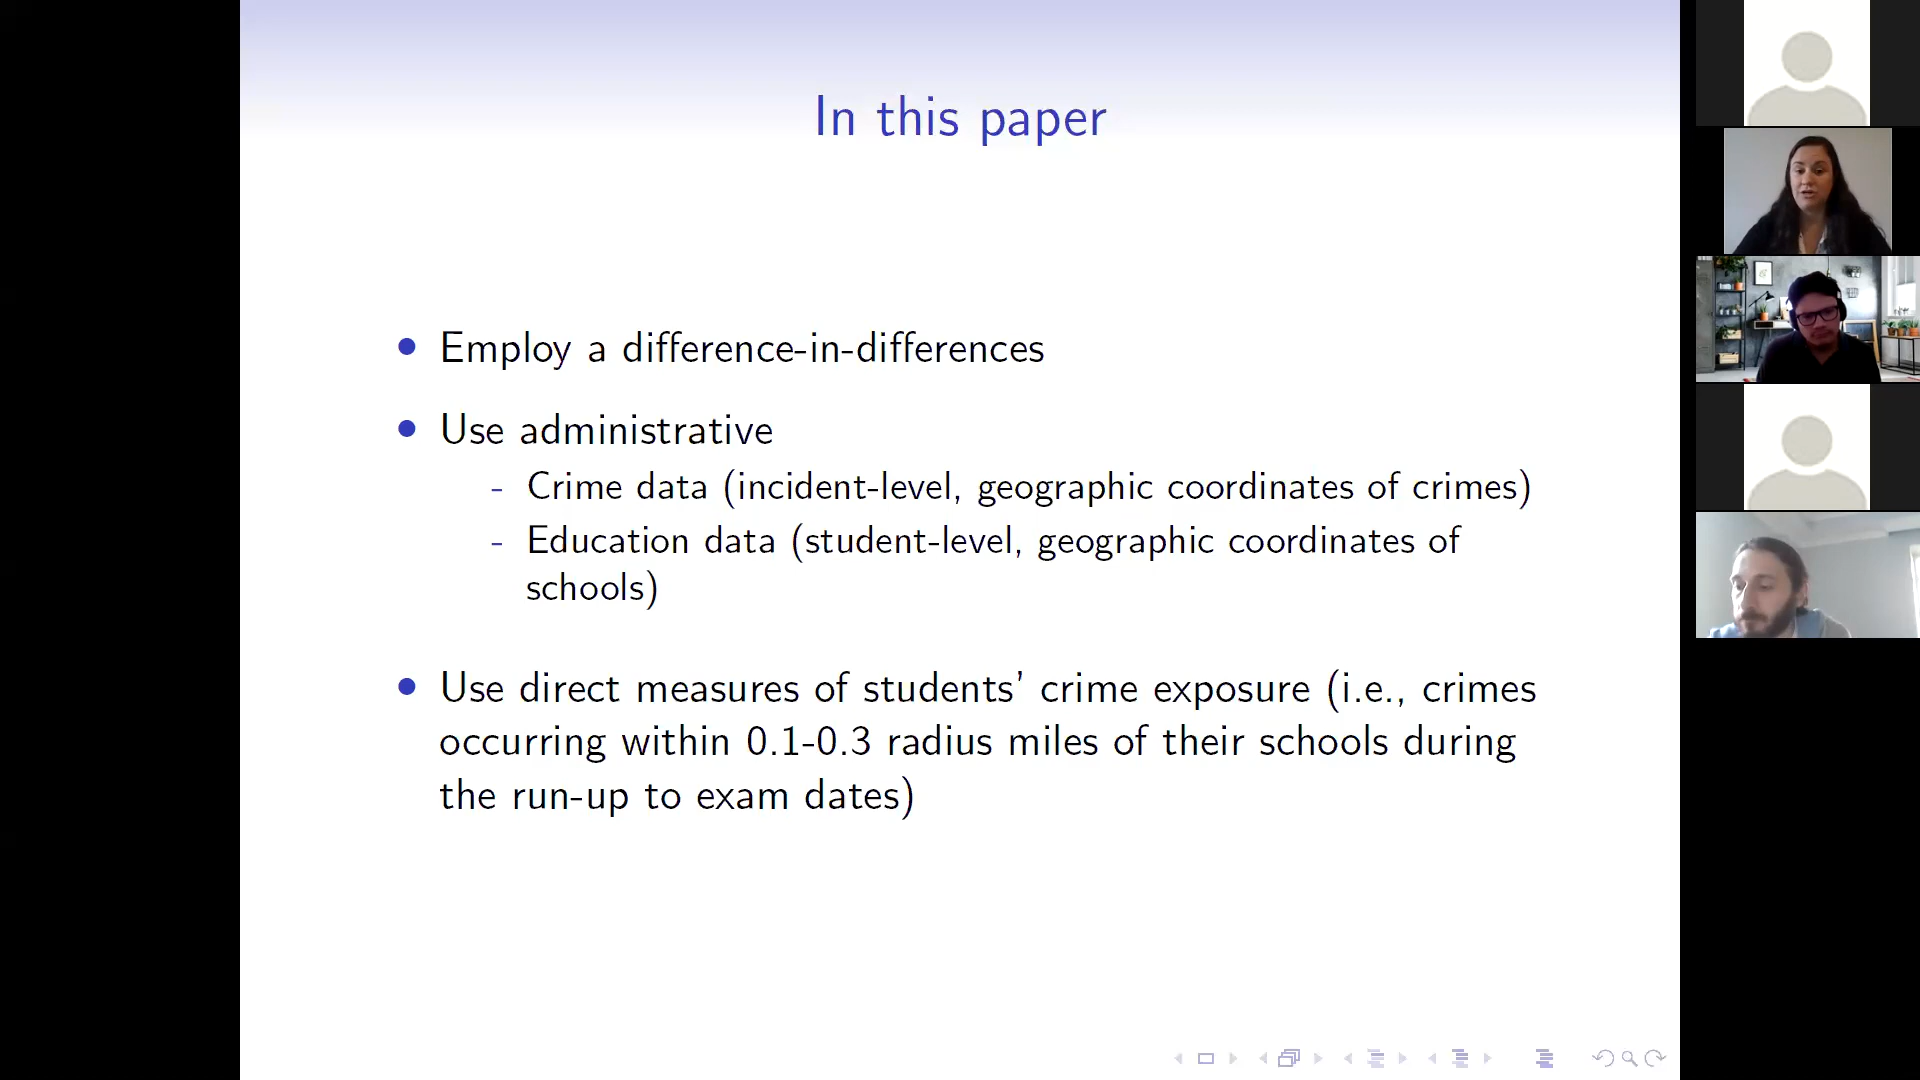 In this paper
• Employ a difference-in-differences
• Use administrative
- Crime data (incident-level, geographic coordinates of crimes)
- Education data (student-level, geographic coordinates of
schools)
• Use direct measures of students' crime exposure (i.e., crimes
occurring within 0.1-0.3 radius miles of their schools during
the run-up to exam dates)